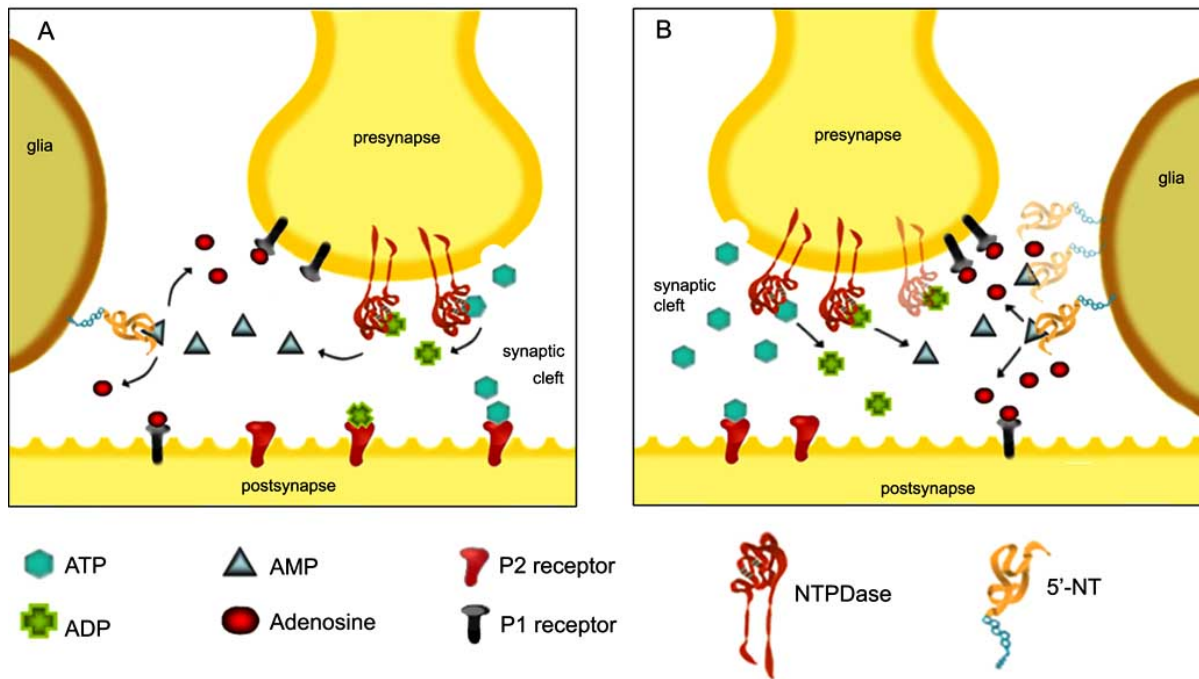 A
presynapse
glia
synaptic
cleft
postsynapse
B
presynapse
glia
synaptic
cleft
postsynapse
ATP
AMP
P2 receptor
NTPDase
5'-NT
ADP
Adenosine
P1 receptor